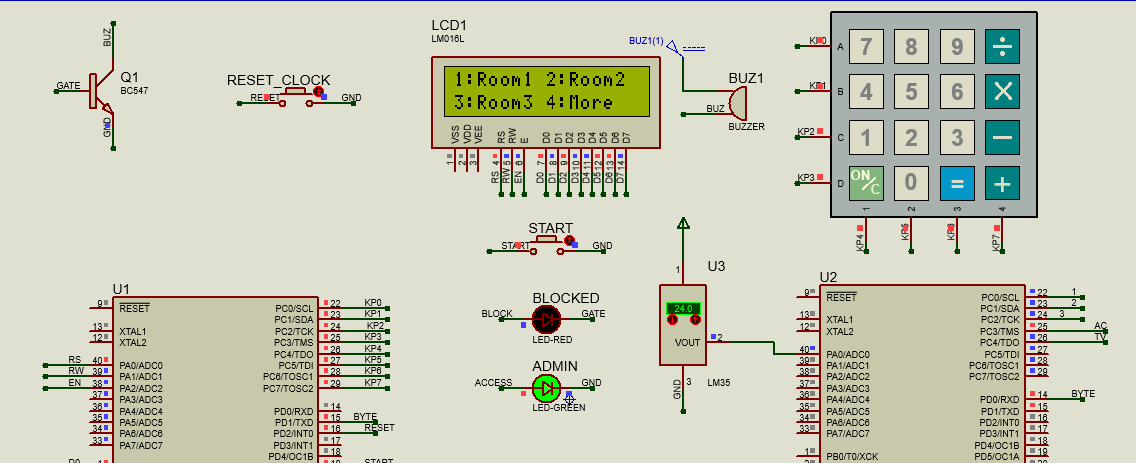 LCD1
LM016L
BUZ
Q1
BC547
GATE
GND
RESET_CLOCK
RESET
GND
1:Room1 2:Room2
3:Room3 4:More
VSS VDD VEE RS RW E D0 D1 D2 D3 D4 D5 D6 D7
1 2 3 4 5 6 7 8 9 10 11 12 13 14
RS RW EN D0 D1 D2 D3 D4 D5 D6 D7
BUZ1(1)
BUZ1
BUZ
BUZZER
KP0 A 7 8 9 ÷
KP1 B 4 5 6 ×
KP2 C 1 2 3 −
KP3 D ON/C 0 = +
1 2 3 4
KP4 KP5 KP6 KP7
START
START
GND
BLOCKED
BLOCK
GATE
LED-RED
ADMIN
ACCESS
GND
LED-GREEN
U3
1
24.0
VOUT
2
3
GND
LM35
U1
9 RESET
13 XTAL1
12 XTAL2
RS 40 PA0/ADC0
RW 39 PA1/ADC1
EN 38 PA2/ADC2
37 PA3/ADC3
36 PA4/ADC4
35 PA5/ADC5
34 PA6/ADC6
33 PA7/ADC7
D0 1
PC0/SCL 22 KP0
PC1/SDA 23 KP1
PC2/TCK 24 KP2
PC3/TMS 25 KP3
PC4/TDO 26 KP4
PC5/TDI 27 KP5
PC6/TOSC1 28 KP6
PC7/TOSC2 29 KP7
PD0/RXD 14
PD1/TXD 15 BYTE
PD2/INT0 16 RESET
PD3/INT1 17
PD4/OC1B 18
START
U2
9 RESET
13 XTAL1
12 XTAL2
40 PA0/ADC0
39 PA1/ADC1
38 PA2/ADC2
37 PA3/ADC3
36 PA4/ADC4
35 PA5/ADC5
34 PA6/ADC6
33 PA7/ADC7
1 PB0/T0/XCK
PC0/SCL 22 1
PC1/SDA 23 2
PC2/TCK 24 3
PC3/TMS 25 AC
PC4/TDO 26 TV
PC5/TDI 27
PC6/TOSC1 28
PC7/TOSC2 29
PD0/RXD 14 BYTE
PD1/TXD 15
PD2/INT0 16
PD3/INT1 17
PD4/OC1B 18
PD5/OC1A 19